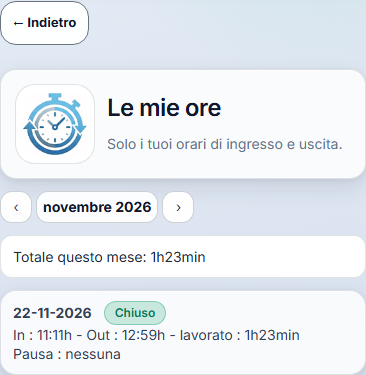 ← Indietro
Le mie ore
Solo i tuoi orari di ingresso e uscita.
‹ novembre 2026 ›
Totale questo mese: 1h23min
22-11-2026 Chiuso
In : 11:11h - Out : 12:59h - lavorato : 1h23min
Pausa : nessuna